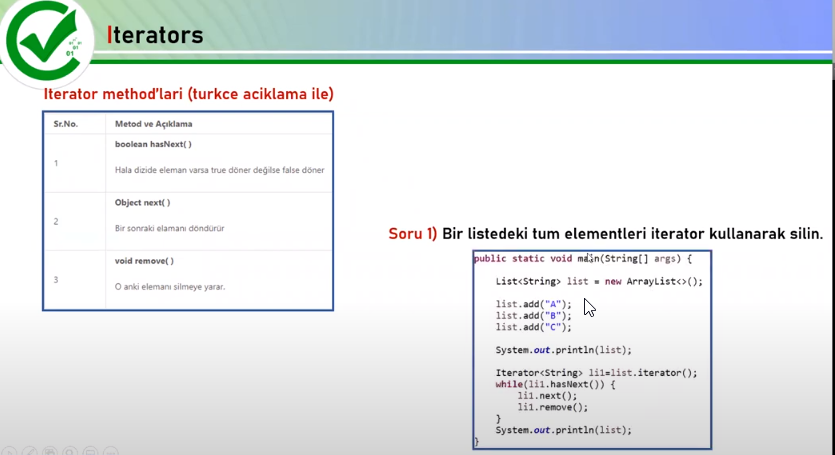 Iterators
Iterator method'lari (turkce aciklama ile)
Sr.No. Metod ve Açıklama
1 boolean hasNext( )
Hala dizide eleman varsa true döner değilse false döner
2 Object next( )
Bir sonraki elamanı döndürür
3 void remove( )
O anki elemanı silmeye yarar.
Soru 1) Bir listedeki tum elementleri iterator kullanarak silin.
public static void main(String[] args) {
List<String> list = new ArrayList<>();
list.add("A");
list.add("B");
list.add("C");
System.out.println(list);
Iterator<String> li1=list.iterator();
while(li1.hasNext()) {
li1.next();
li1.remove();
}
System.out.println(list);
}